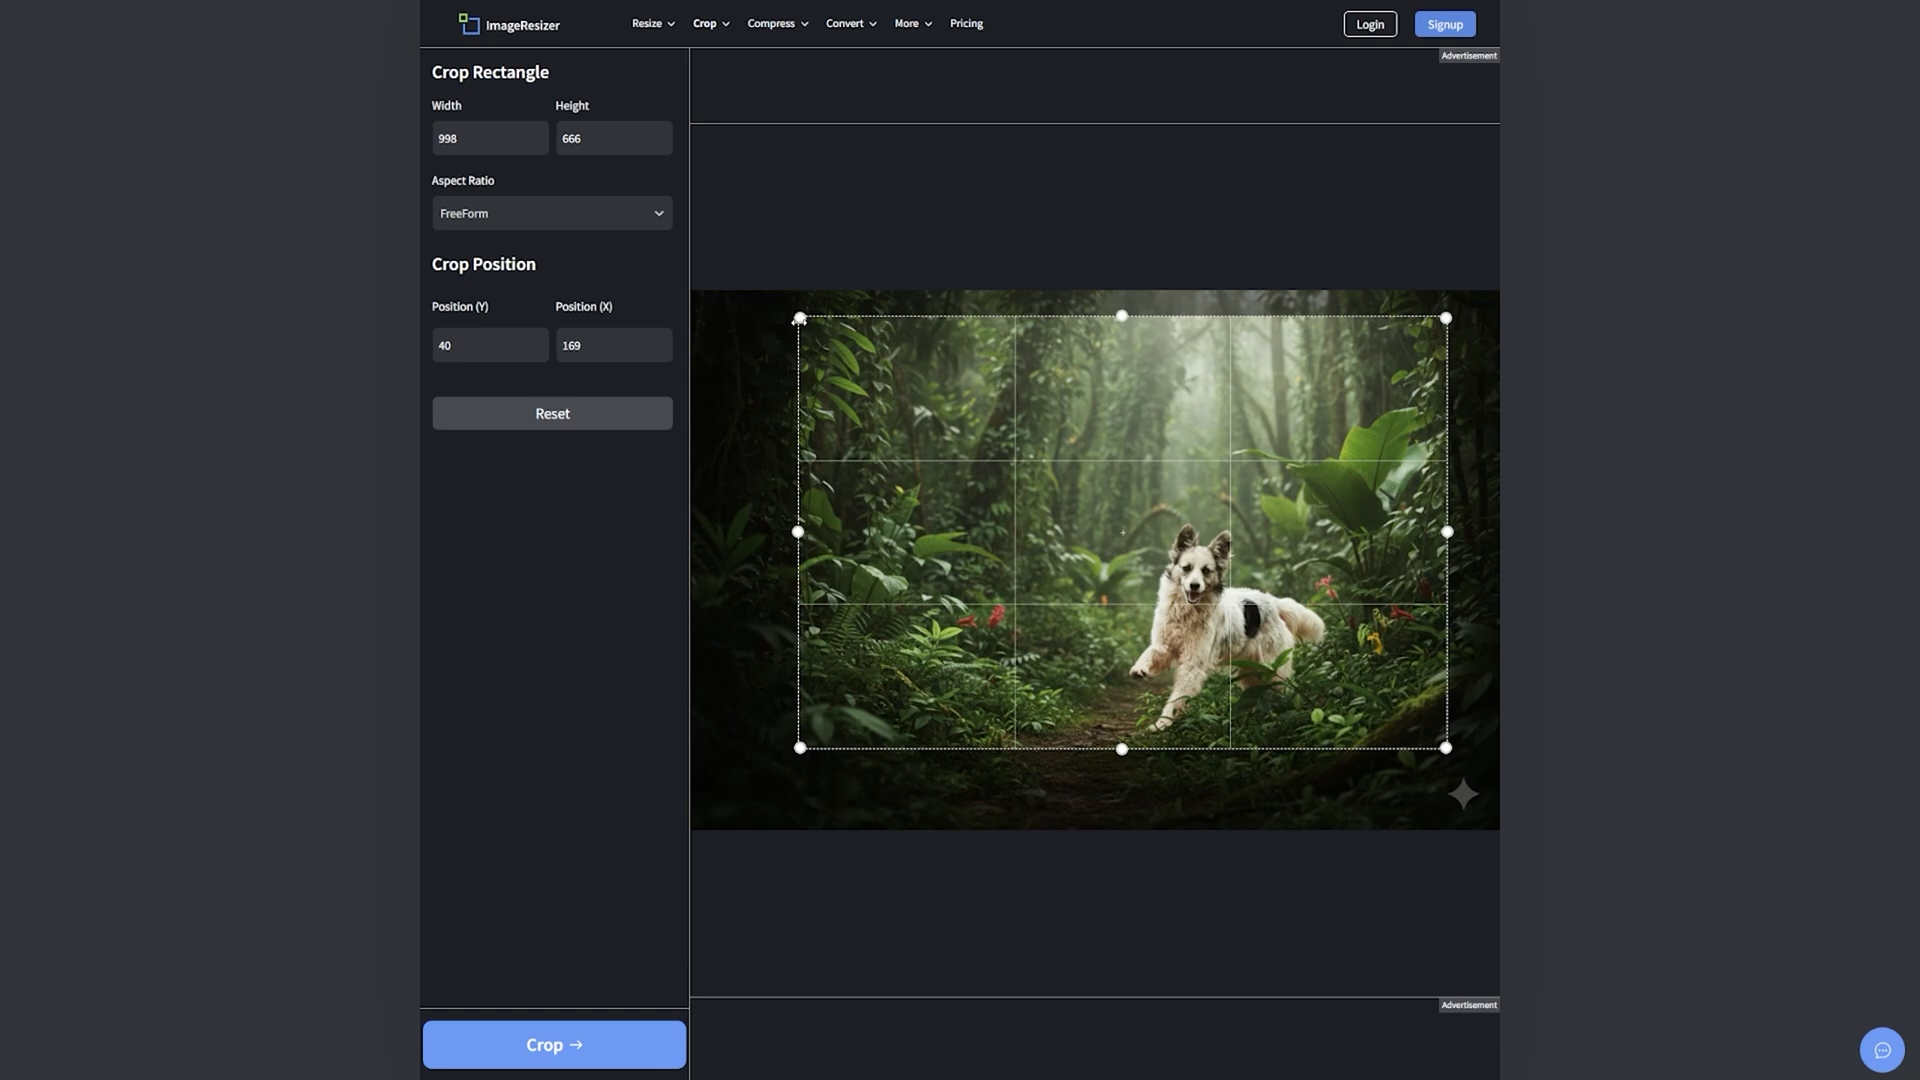 ImageResizer
Resize
Crop
Compress
Convert
More
Pricing
Login
Signup
Advertisement
Crop Rectangle
Width
Height
998
666
Aspect Ratio
FreeForm
Crop Position
Position (Y)
Position (X)
40
169
Reset
Advertisement
Crop →